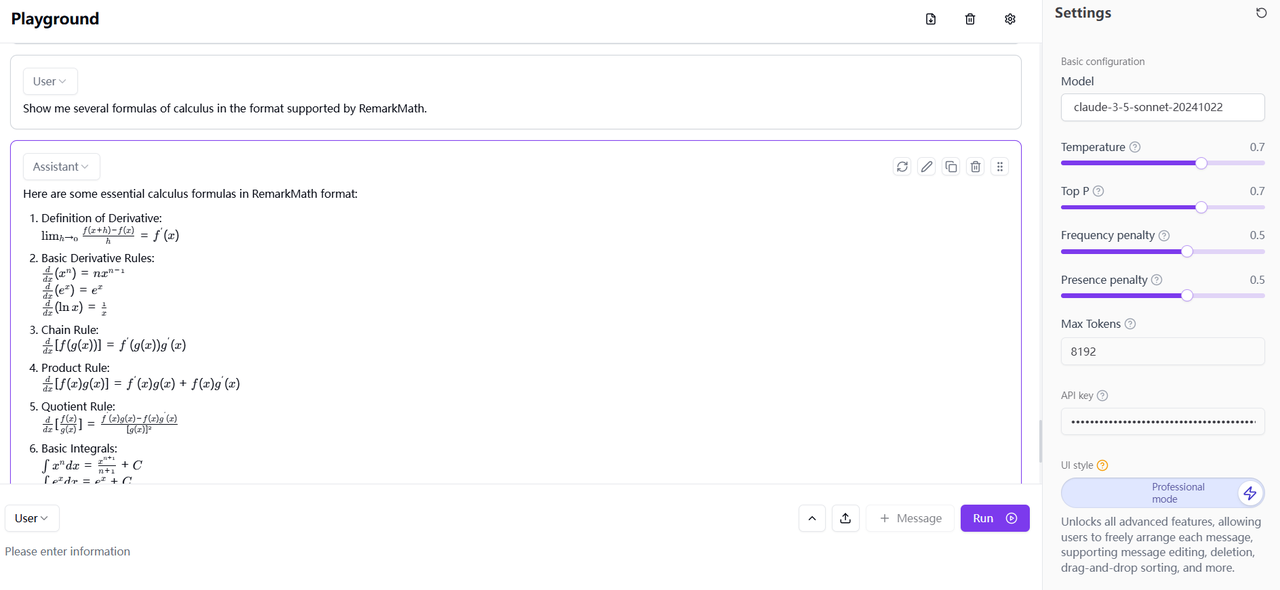 Playground
User
Show me several formulas of calculus in the format supported by RemarkMath.
Assistant
Here are some essential calculus formulas in RemarkMath format:
1. Definition of Derivative:
lim_{h→0} \frac{f(x+h)−f(x)}{h} = f′(x)
2. Basic Derivative Rules:
\frac{d}{dx}(x^n) = nx^{n−1}
\frac{d}{dx}(e^x) = e^x
\frac{d}{dx}(ln x) = \frac{1}{x}
3. Chain Rule:
\frac{d}{dx}[f(g(x))] = f′(g(x))g′(x)
4. Product Rule:
\frac{d}{dx}[f(x)g(x)] = f′(x)g(x) + f(x)g′(x)
5. Quotient Rule:
\frac{d}{dx}[\frac{f(x)}{g(x)}] = \frac{f′(x)g(x)−f(x)g′(x)}{[g(x)]^2}
6. Basic Integrals:
∫ x^n dx = \frac{x^{n+1}}{n+1} + C
∫ e^x dx = e^x + C
User
+ Message
Run
Please enter information
Settings
Basic configuration
Model
claude-3-5-sonnet-20241022
Temperature 0.7
Top P 0.7
Frequency penalty 0.5
Presence penalty 0.5
Max Tokens
8192
API key
UI style
Professional
mode
Unlocks all advanced features, allowing
users to freely arrange each message,
supporting message editing, deletion,
drag-and-drop sorting, and more.